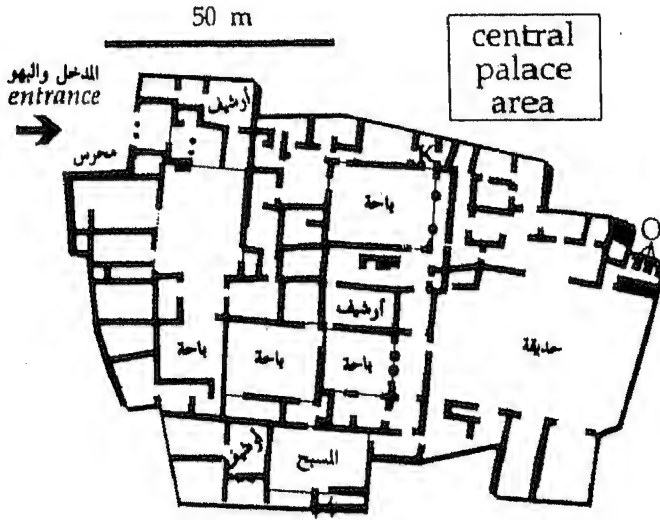 50 m
central
palace
area
المدخل والبهو
entrance
أرشيف
محرس
K
باحة
أرشيف
باحة
باحة
باحة
حديقة
المسبح